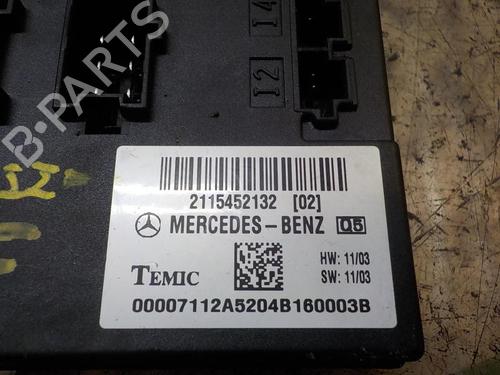 I4
I2
B-PARTS
2115452132 [02]
MERCEDES-BENZ Q5
HW: 11/03
SW: 11/03
TEMIC
00007112A5204B160003B